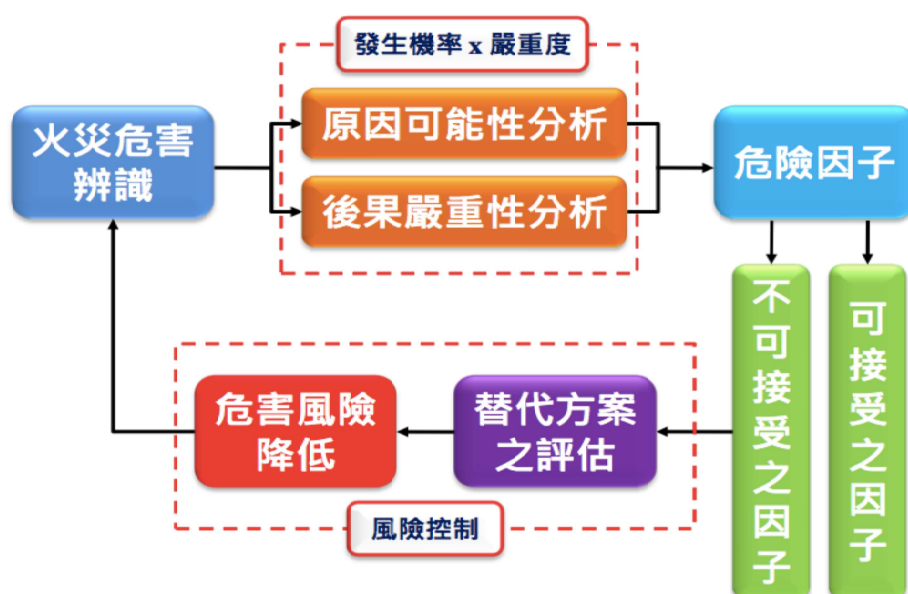 發生機率 x 嚴重度
火災危害
辨識
原因可能性分析
後果嚴重性分析
危險因子
不可接受之因子
可接受之因子
替代方案
之評估
危害風險
降低
風險控制